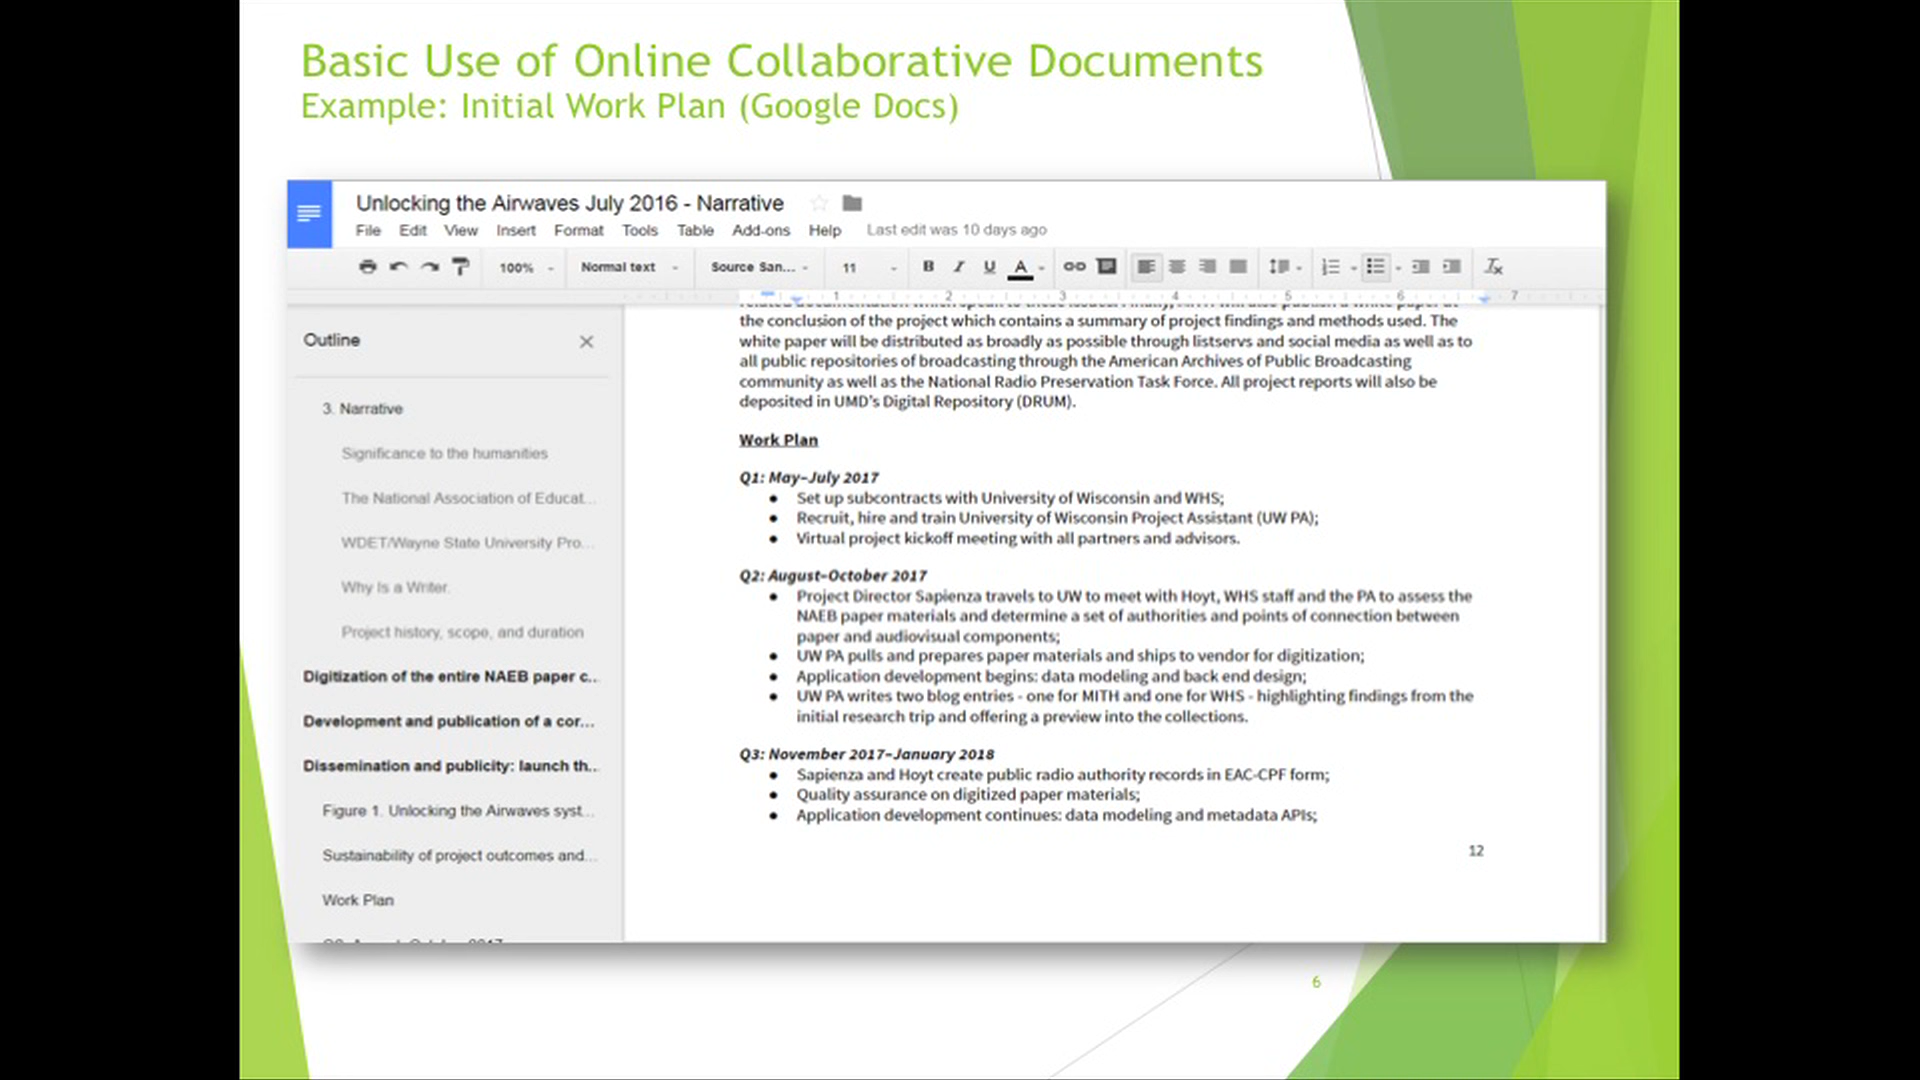 Basic Use of Online Collaborative Documents
Example: Initial Work Plan (Google Docs)
Unlocking the Airwaves July 2016 - Narrative
File Edit View Insert Format Tools Table Add-ons Help Last edit was 10 days ago
100% Normal text Source San... 11 B I U A
1 2 3 4 5 6 7
Outline
3. Narrative
Significance to the humanities
The National Association of Educat...
WDET/Wayne State University Pro...
Why Is a Writer.
Project history, scope, and duration
Digitization of the entire NAEB paper c...
Development and publication of a cor...
Dissemination and publicity: launch th...
Figure 1. Unlocking the Airwaves syst...
Sustainability of project outcomes and...
Work Plan
the conclusion of the project which contains a summary of project findings and methods used. The
white paper will be distributed as broadly as possible through listservs and social media as well as to
all public repositories of broadcasting through the American Archives of Public Broadcasting
community as well as the National Radio Preservation Task Force. All project reports will also be
deposited in UMD's Digital Repository (DRUM).
Work Plan
Q1: May–July 2017
● Set up subcontracts with University of Wisconsin and WHS;
● Recruit, hire and train University of Wisconsin Project Assistant (UW PA);
● Virtual project kickoff meeting with all partners and advisors.
Q2: August–October 2017
● Project Director Sapienza travels to UW to meet with Hoyt, WHS staff and the PA to assess the
NAEB paper materials and determine a set of authorities and points of connection between
paper and audiovisual components;
● UW PA pulls and prepares paper materials and ships to vendor for digitization;
● Application development begins: data modeling and back end design;
● UW PA writes two blog entries - one for MITH and one for WHS - highlighting findings from the
initial research trip and offering a preview into the collections.
Q3: November 2017–January 2018
● Sapienza and Hoyt create public radio authority records in EAC-CPF form;
● Quality assurance on digitized paper materials;
● Application development continues: data modeling and metadata APIs;
12
6